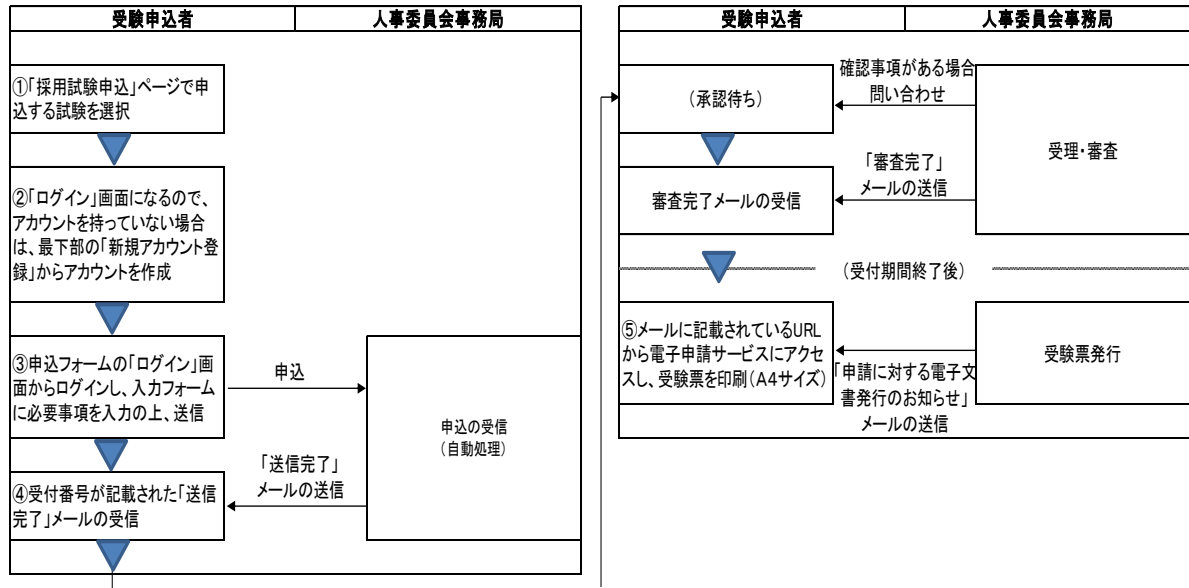 受験申込者
人事委員会事務局
①「採用試験申込」ページで申
込する試験を選択
②「ログイン」画面になるので、
アカウントを持っていない場合
は、最下部の「新規アカウント登
録」からアカウントを作成
③申込フォームの「ログイン」画
面からログインし、入力フォーム
に必要事項を入力の上、送信
申込
申込の受信
（自動処理）
「送信完了」
メールの送信
④受付番号が記載された「送信
完了」メールの受信
受験申込者
人事委員会事務局
（承認待ち）
確認事項がある場合
問い合わせ
受理・審査
「審査完了」
メールの送信
審査完了メールの受信
（受付期間終了後）
⑤メールに記載されているURL
から電子申請サービスにアクセ
スし、受験票を印刷（A4サイズ）
受験票発行
「申請に対する電子文
書発行のお知らせ」
メールの送信